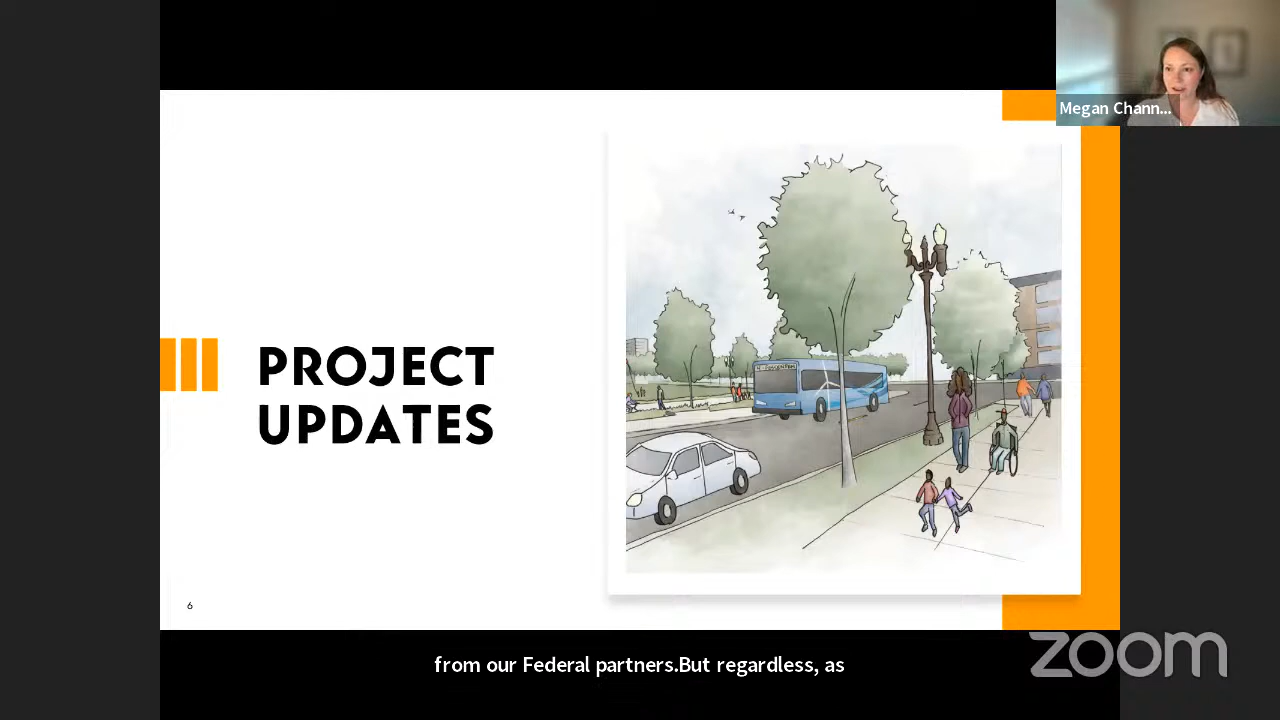 Megan Chann...
PROJECT
UPDATES
6
from our Federal partners.But regardless, as
zoom